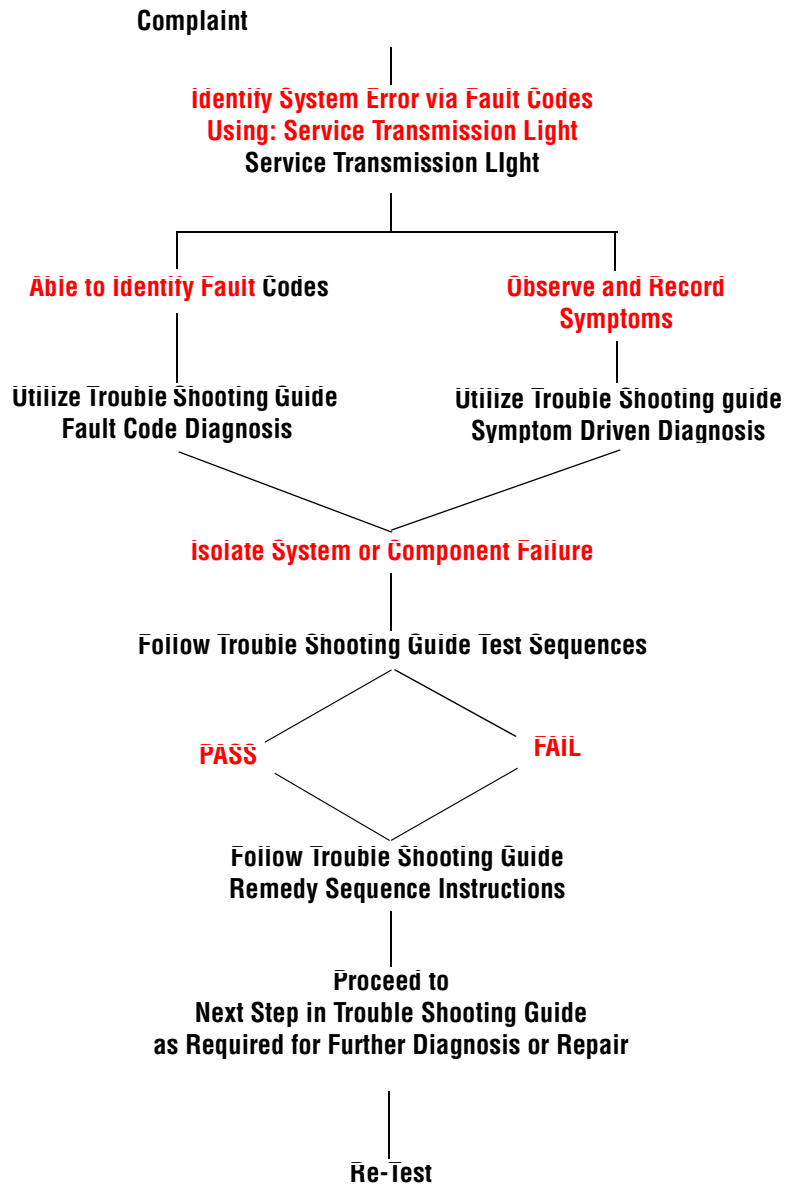 Complaint
Identify System Error via Fault Codes
Using: Service Transmission Light
Service Transmission LIght
Able to Identify Fault Codes
Observe and Record
Symptoms
Utilize Trouble Shooting Guide
Fault Code Diagnosis
Utilize Trouble Shooting guide
Symptom Driven Diagnosis
Isolate System or Component Failure
Follow Trouble Shooting Guide Test Sequences
PASS
FAIL
Follow Trouble Shooting Guide
Remedy Sequence Instructions
Proceed to
Next Step in Trouble Shooting Guide
as Required for Further Diagnosis or Repair
Re-Test